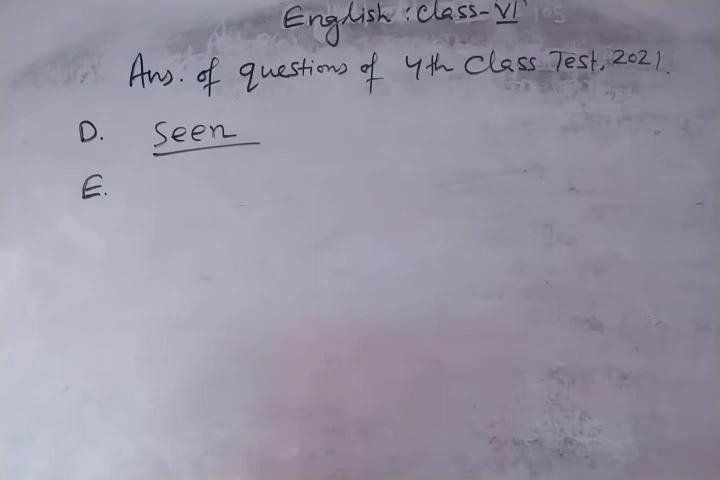 English : Class - VI
Ans. of questions of 4th Class Test, 2021.
D. Seen
E.